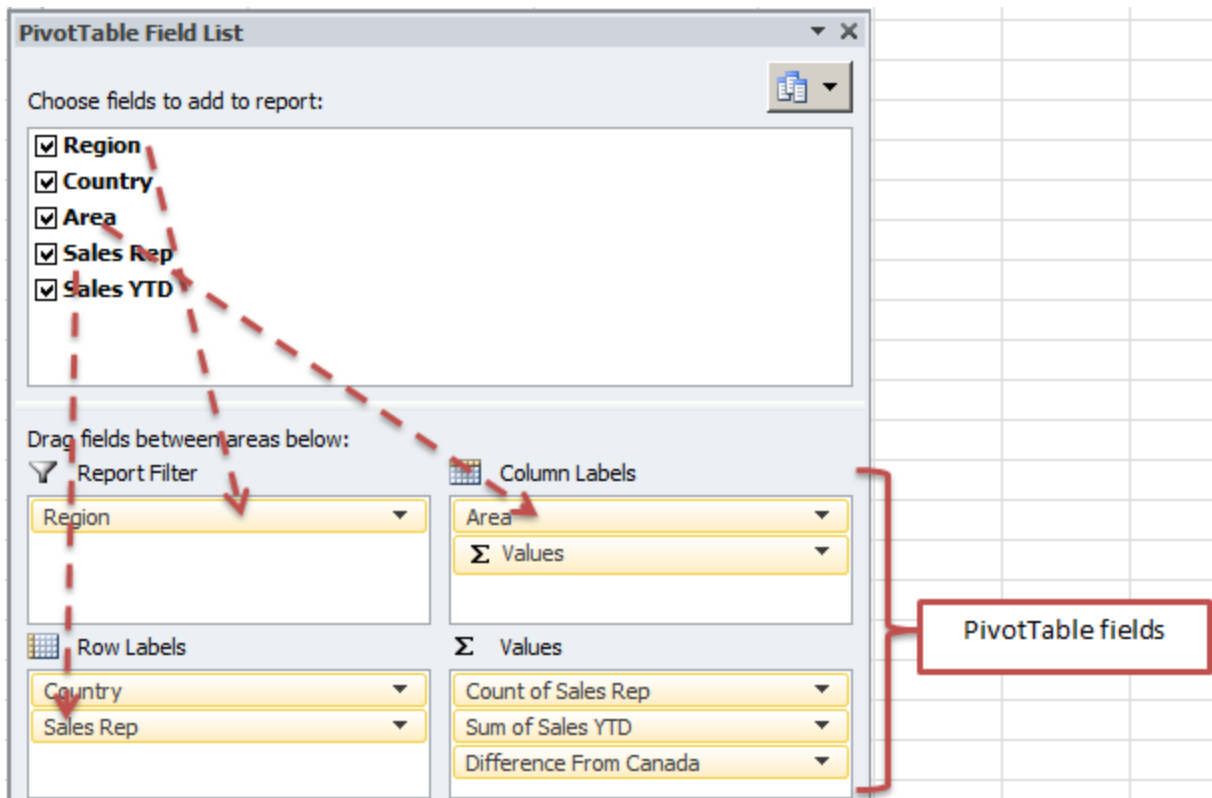 PivotTable Field List
Choose fields to add to report:
Region
Country
Area
Sales Rep
Sales YTD
Drag fields between areas below:
Report Filter
Region
Column Labels
Area
Σ Values
Row Labels
Country
Sales Rep
Σ Values
Count of Sales Rep
Sum of Sales YTD
Difference From Canada
PivotTable fields